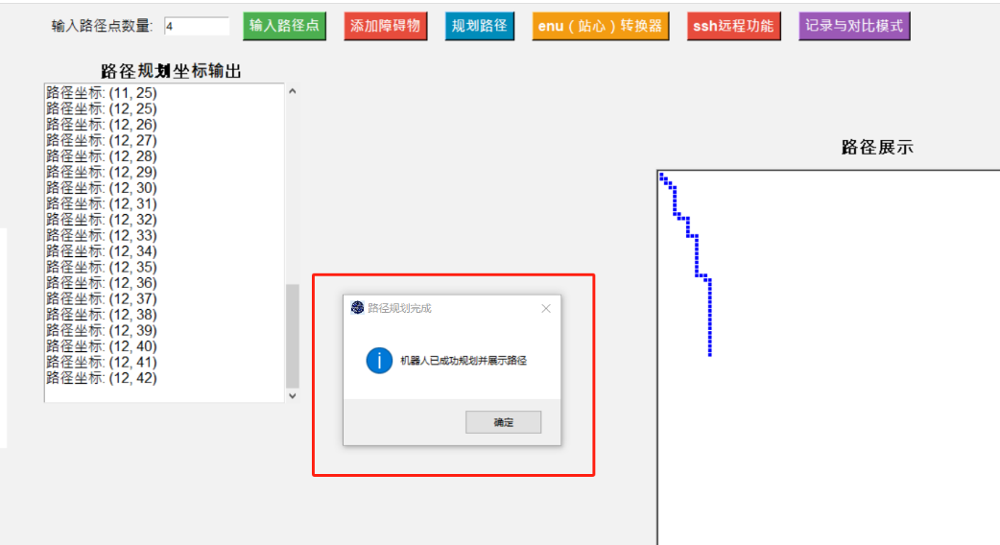 输入路径点数量: 4 输入路径点 添加障碍物 规划路径 enu（站心）转换器 ssh远程功能 记录与对比模式
路径规划坐标输出
路径坐标: (11, 25)
路径坐标: (12, 25)
路径坐标: (12, 26)
路径坐标: (12, 27)
路径坐标: (12, 28)
路径坐标: (12, 29)
路径坐标: (12, 30)
路径坐标: (12, 31)
路径坐标: (12, 32)
路径坐标: (12, 33)
路径坐标: (12, 34)
路径坐标: (12, 35)
路径坐标: (12, 36)
路径坐标: (12, 37)
路径坐标: (12, 38)
路径坐标: (12, 39)
路径坐标: (12, 40)
路径坐标: (12, 41)
路径坐标: (12, 42)
路径规划完成
机器人已成功规划并展示路径
确定
路径展示